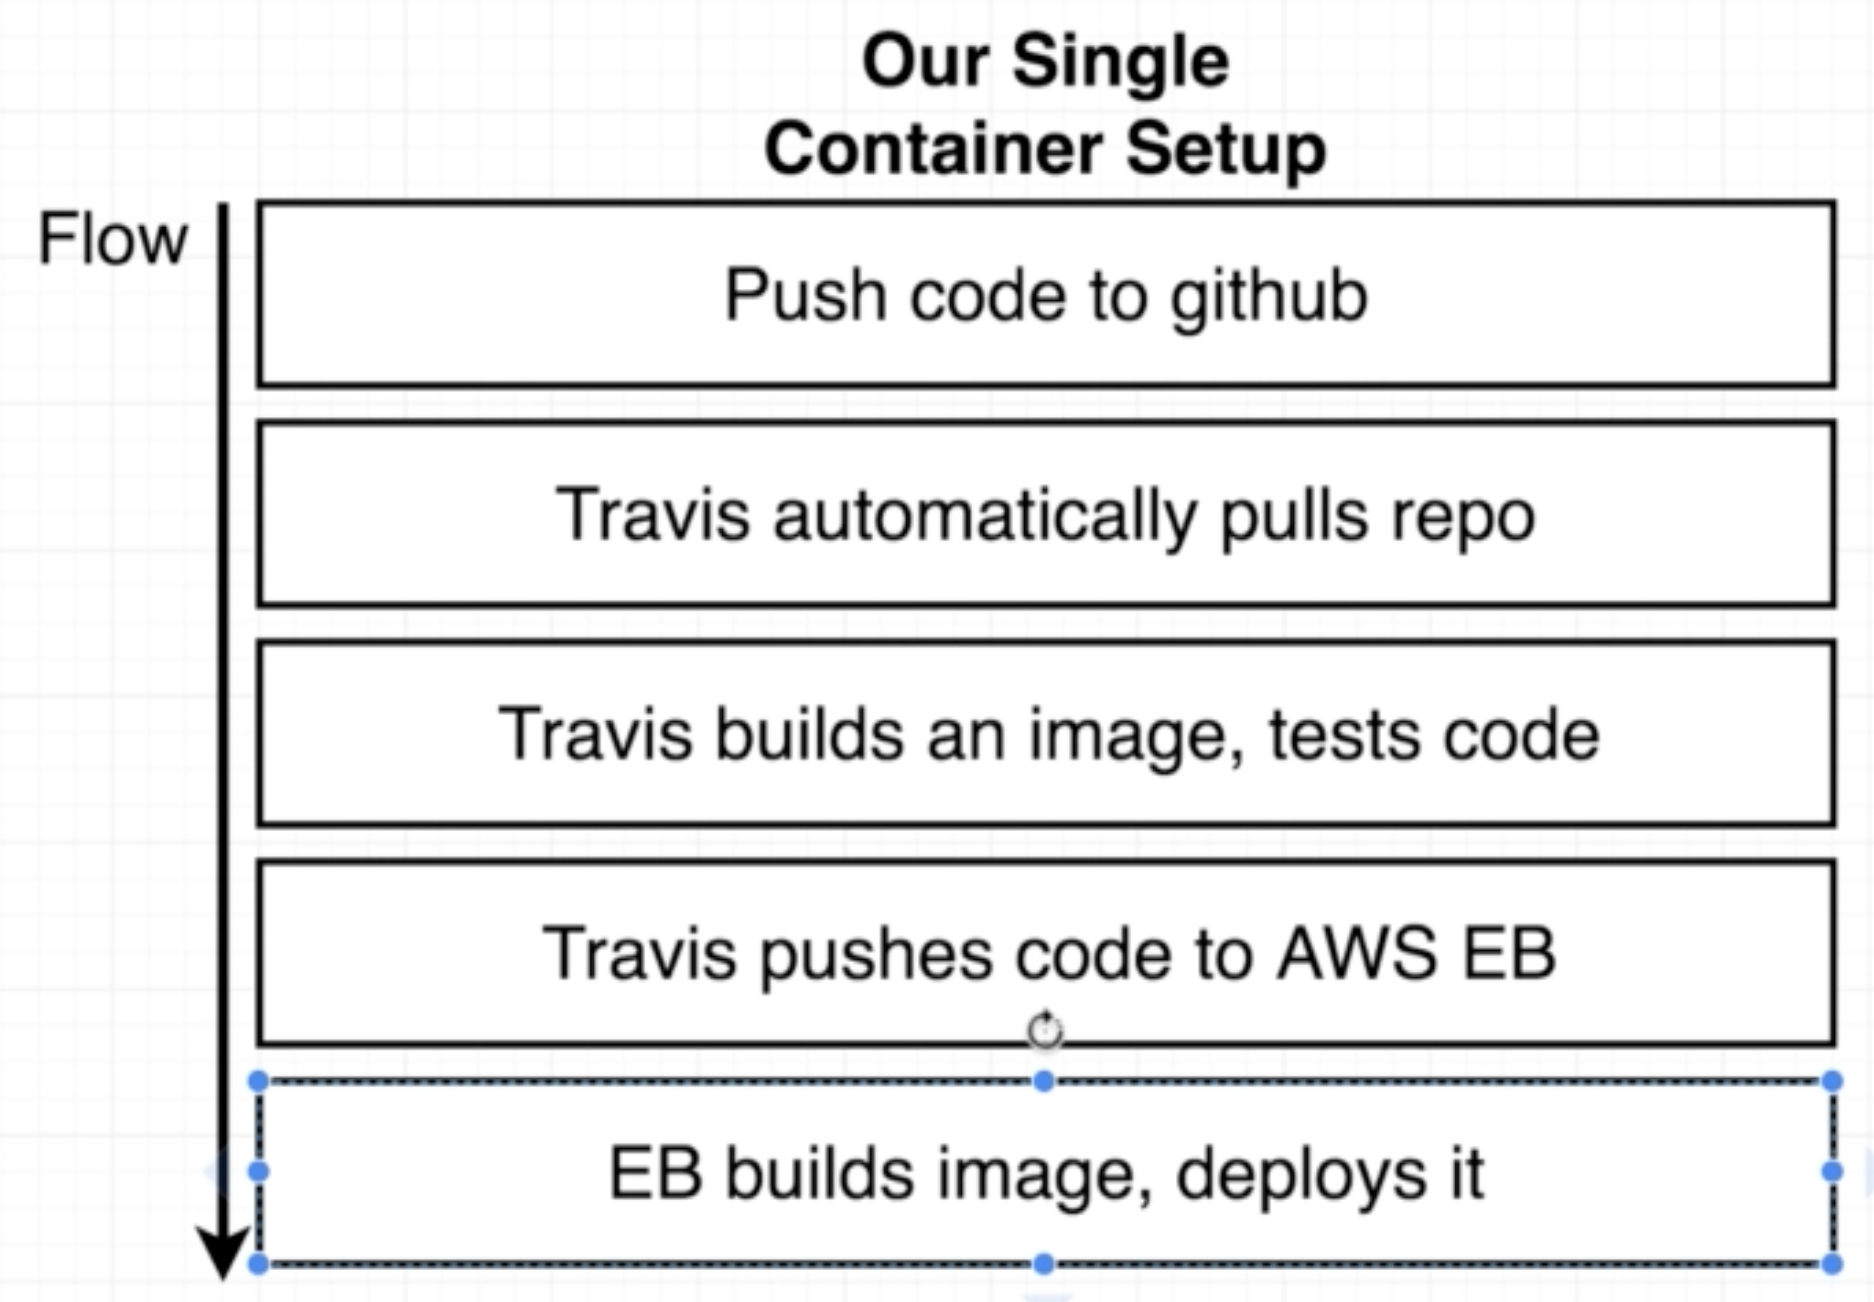 Our Single
Container Setup
Flow
Push code to github
Travis automatically pulls repo
Travis builds an image, tests code
Travis pushes code to AWS EB
EB builds image, deploys it